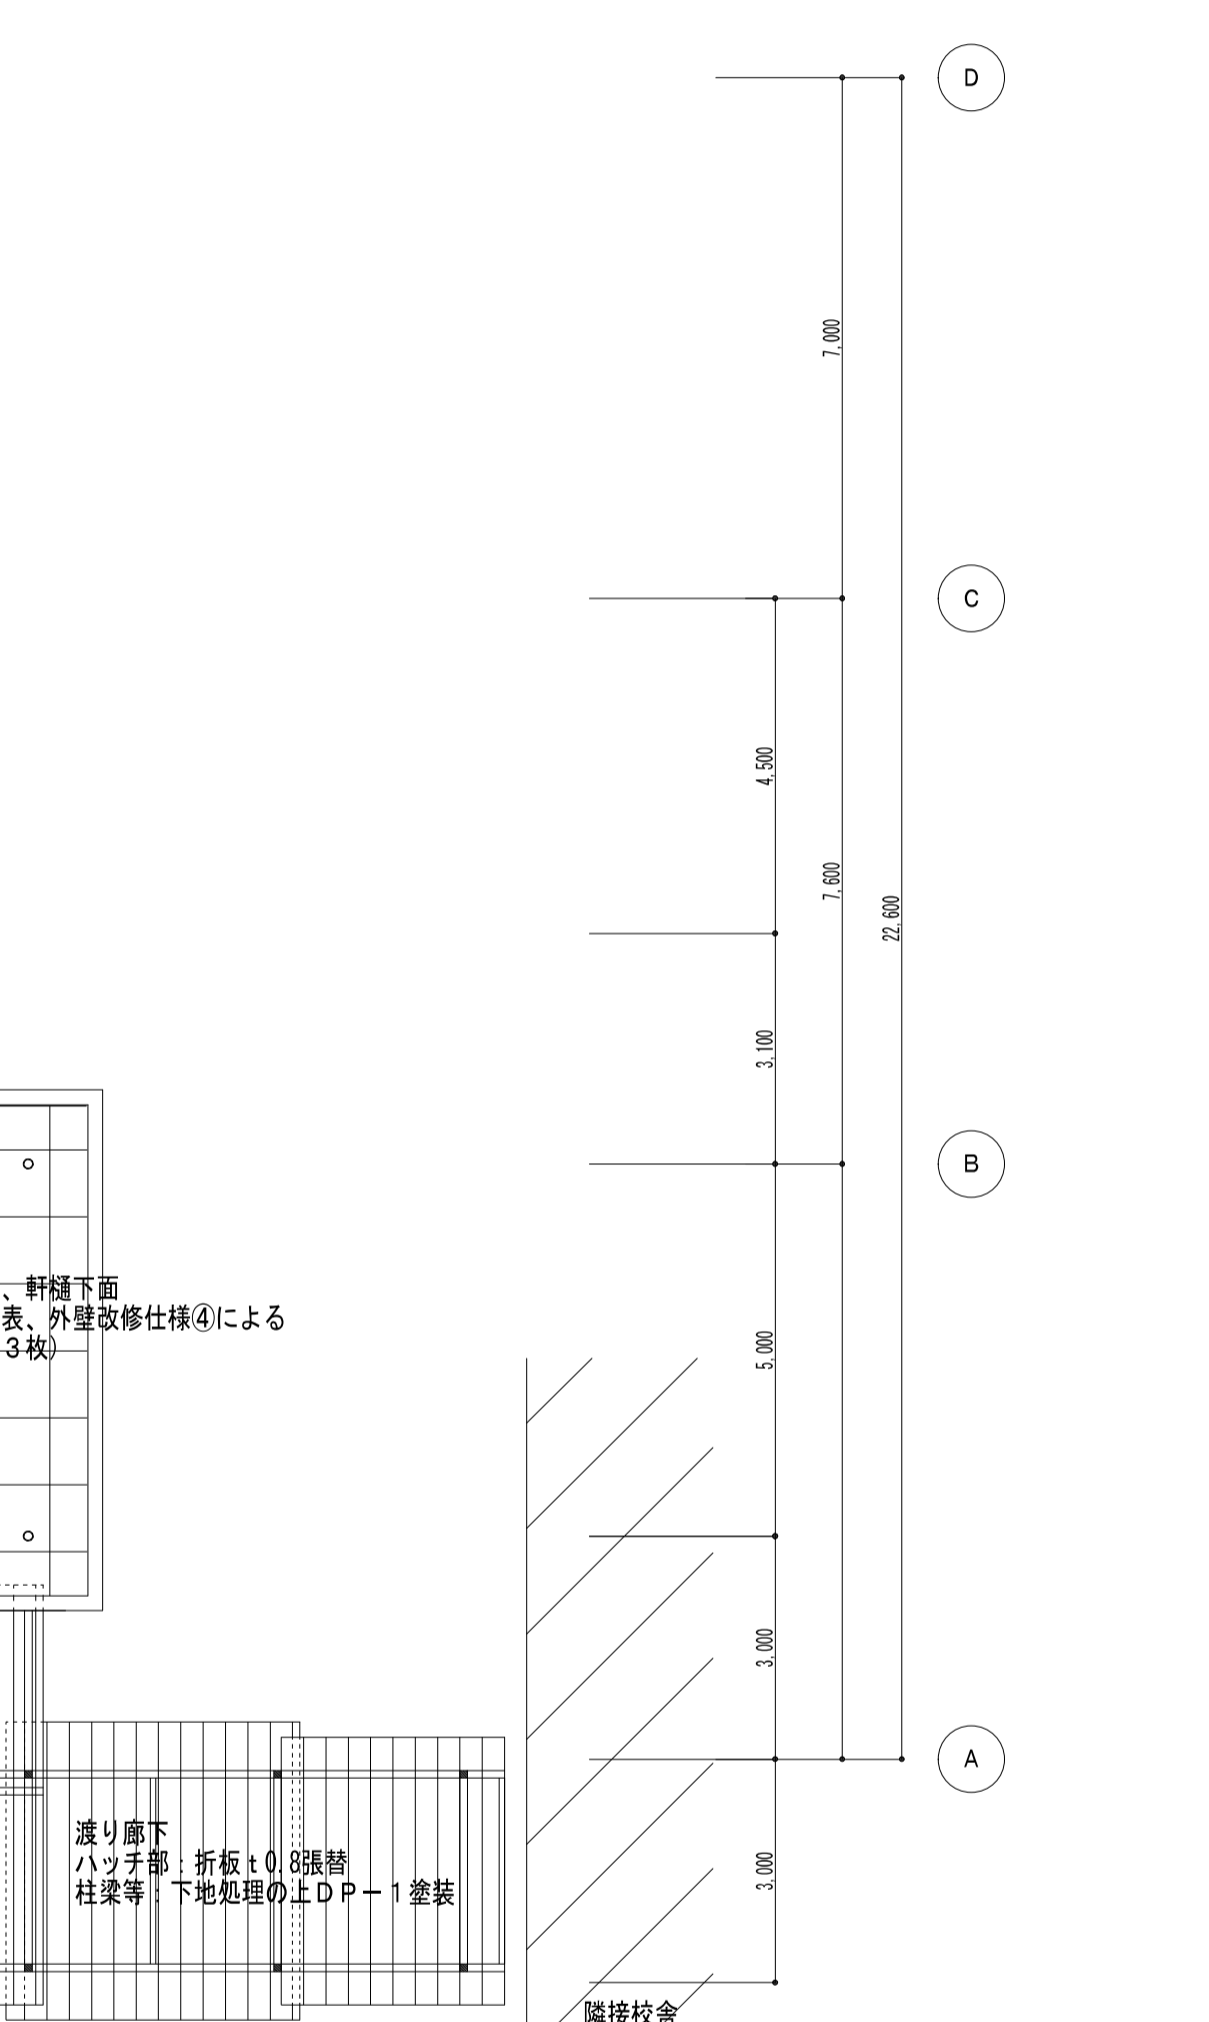 D
7,000
C
4,500
7,600
22,600
3,100
B
、軒樋下面
表、外壁改修仕様④による
３枚)
5,000
3,000
A
渡り廊下
ハッチ部：折板ｔ0.8張替
柱梁等：下地処理の上ＤＰー１塗装
3,000
隣接校舎